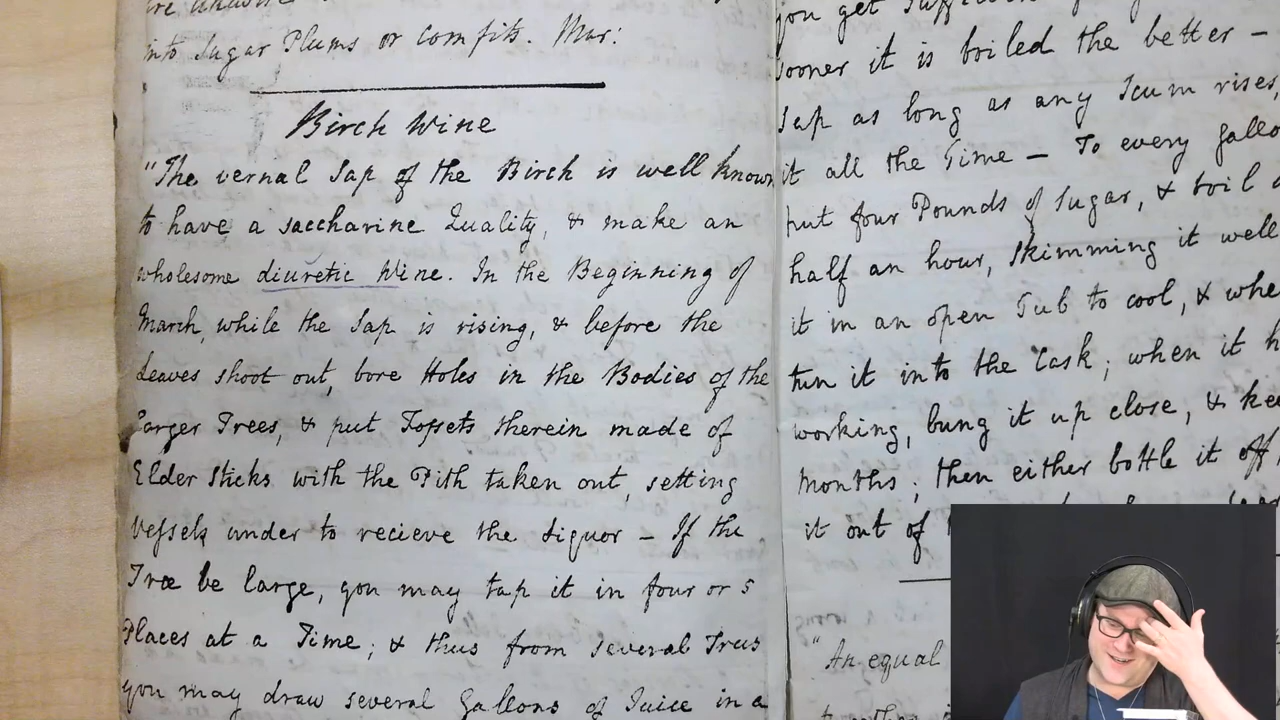 into Sugar Plums or Comfits. Mar:
Birch Wine
"The vernal Sap of the Birch is well known
to have a saccharine Quality, & make an
wholesome diuretic Wine. In the Beginning of
March, while the Sap is rising, & before the
Leaves shoot out, bore Holes in the Bodies of the
larger Trees, & put Fossets therein made of
Elder Sticks with the Pith taken out, setting
Vessels under to recieve the Liquor – If the
Tree be large, you may tap it in four or 5
Places at a Time; & thus from several Trees
you may draw several Gallons of Juice in a
you get
sooner it is boiled the better –
Sap as long as any Scum rises,
it all the Time – To every
put four Pounds of Sugar, & boil
half an hour, skimming it well
it in an open Tub to cool, &
tun it into the Cask; when it
working, bung it up close, &
Months; then either bottle it off,
it out of
"An equal